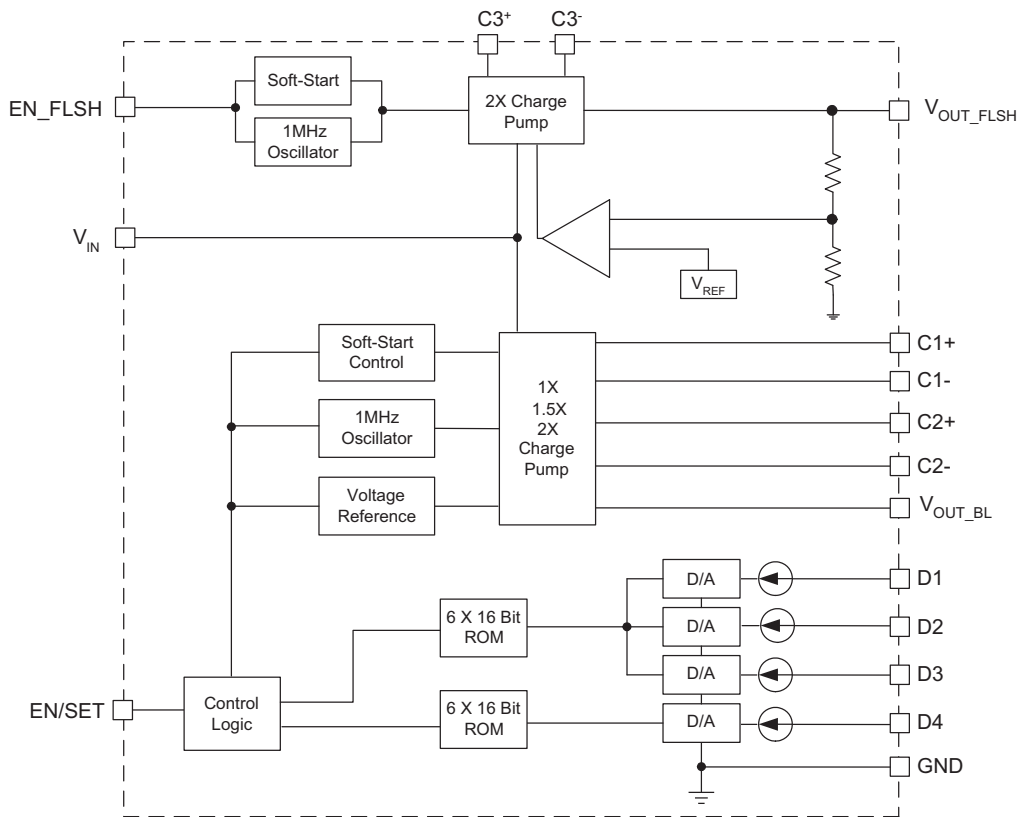 C3+ C3-
EN_FLSH
Soft-Start
1MHz
Oscillator
2X Charge
Pump
VOUT_FLSH
VIN
VREF
Soft-Start
Control
1MHz
Oscillator
Voltage
Reference
1X
1.5X
2X
Charge
Pump
C1+
C1-
C2+
C2-
VOUT_BL
6 X 16 Bit
ROM
D/A
D1
D/A
D2
D/A
D3
EN/SET
Control
Logic
6 X 16 Bit
ROM
D/A
D4
GND